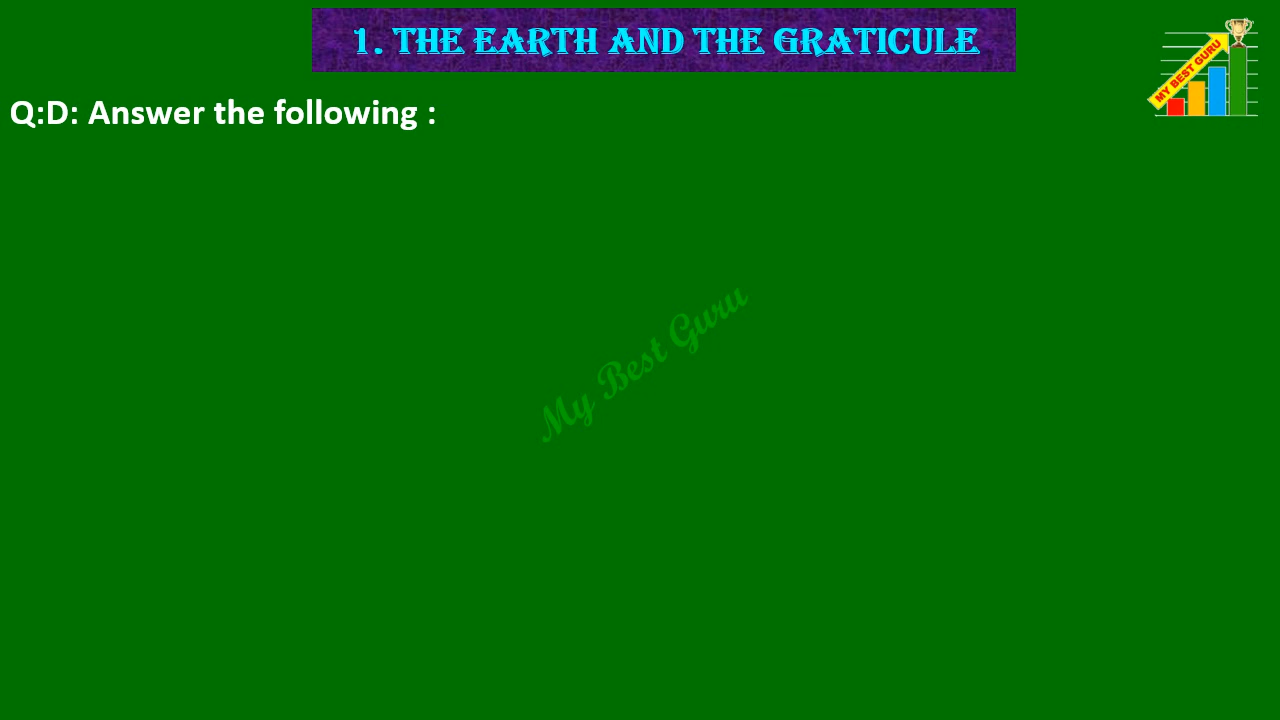 1. THE EARTH AND THE GRATICULE
MY BEST GURU
Q:D: Answer the following :
My Best Guru